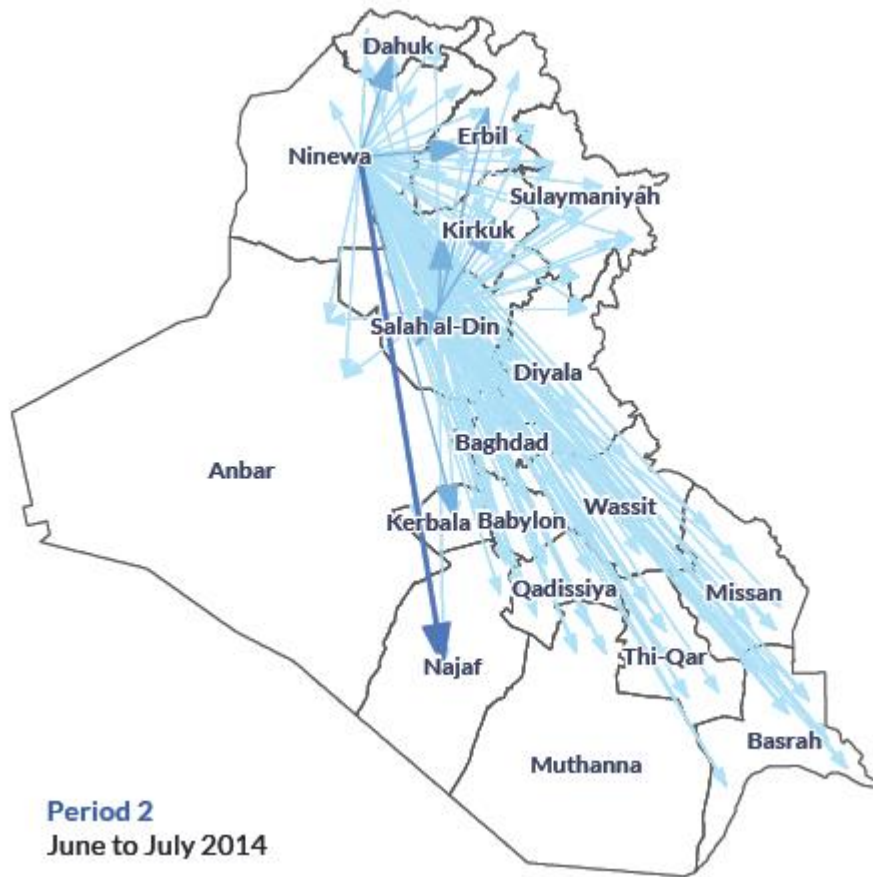 Dahuk
Erbil
Ninewa
Sulaymaniyah
Kirkuk
Salah al-Din
Diyala
Baghdad
Anbar
Wassit
Kerbala
Babylon
Qadissiya
Missan
Thi-Qar
Najaf
Basrah
Muthanna
Period 2
June to July 2014